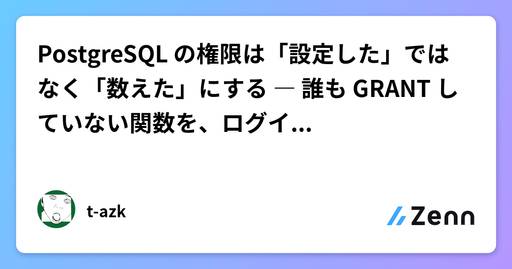 PostgreSQL の権限は「設定した」では
なく「数えた」にする ― 誰も GRANT し
ていない関数を、ログイ...
t-azk
Zenn